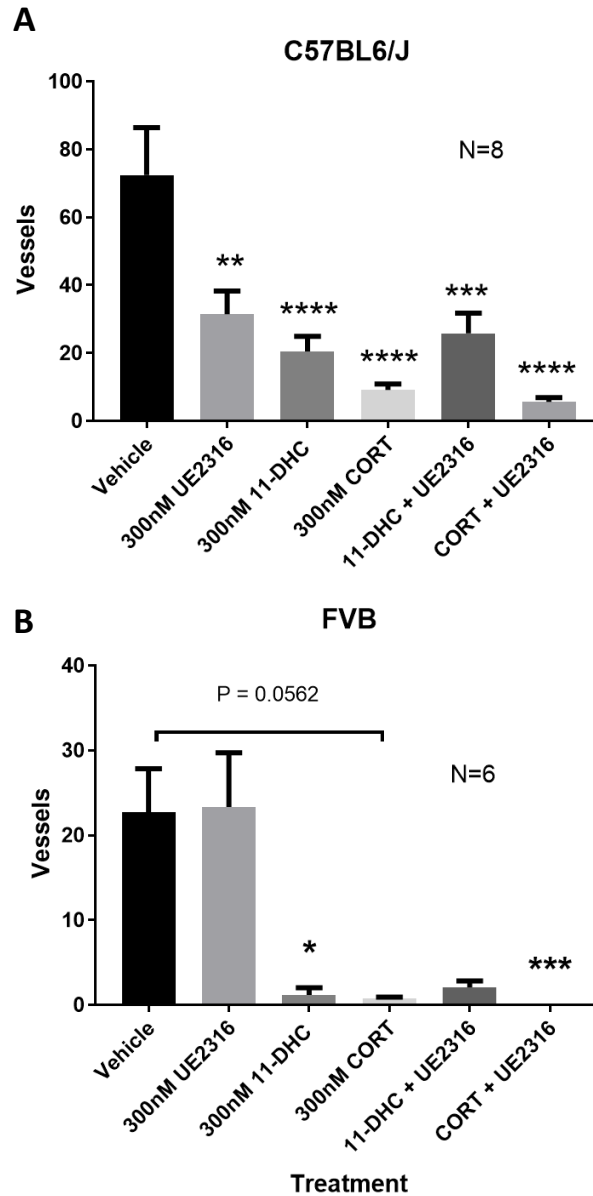 A
C57BL6/J
100
80
60
40
20
0
Vessels
N=8
**
****
****
***
****
Vehicle
300nM UE2316
300nM 11-DHC
300nM CORT
11-DHC + UE2316
CORT + UE2316
B
FVB
40
30
20
10
0
Vessels
P = 0.0562
N=6
*
***
Vehicle
300nM UE2316
300nM 11-DHC
300nM CORT
11-DHC + UE2316
CORT + UE2316
Treatment